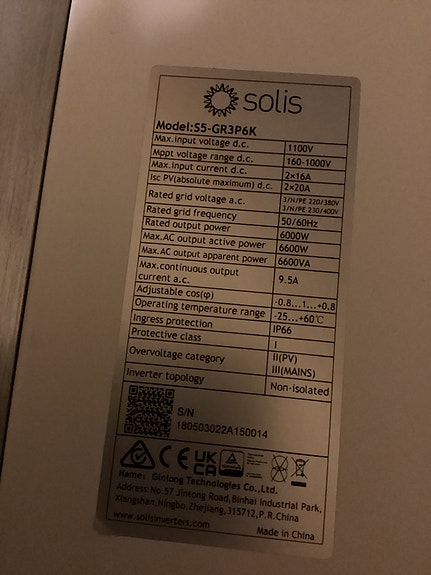 solis
Model:S5-GR3P6K
Max.input voltage d.c. 1100V
Mppt voltage range d.c. 160-1000V
Max.input current d.c. 2×16A
Isc PV(absolute maximum) d.c. 2×20A
Rated grid voltage a.c. 3/N/PE 220/380V
3/N/PE 230/400V
Rated grid frequency 50/60Hz
Rated output power 6000W
Max.AC output active power 6600W
Max.AC output apparent power 6600VA
Max.continuous output
current a.c. 9.5A
Adjustable cos(φ) -0.8...1...+0.8
Operating temperature range -25...+60℃
Ingress protection IP66
Protective class I
Overvoltage category II(PV)
III(MAINS)
Inverter topology Non-isolated
S/N
180503022A150014
CE UK
CA
Name: Ginlong Technologies Co.,Ltd.
Address:No 57 Jintong Road,Binhai Industrial Park,
Xiangshan,Ningbo,Zhejiang,315712,P.R.China
www.solisinverters.com Made in China